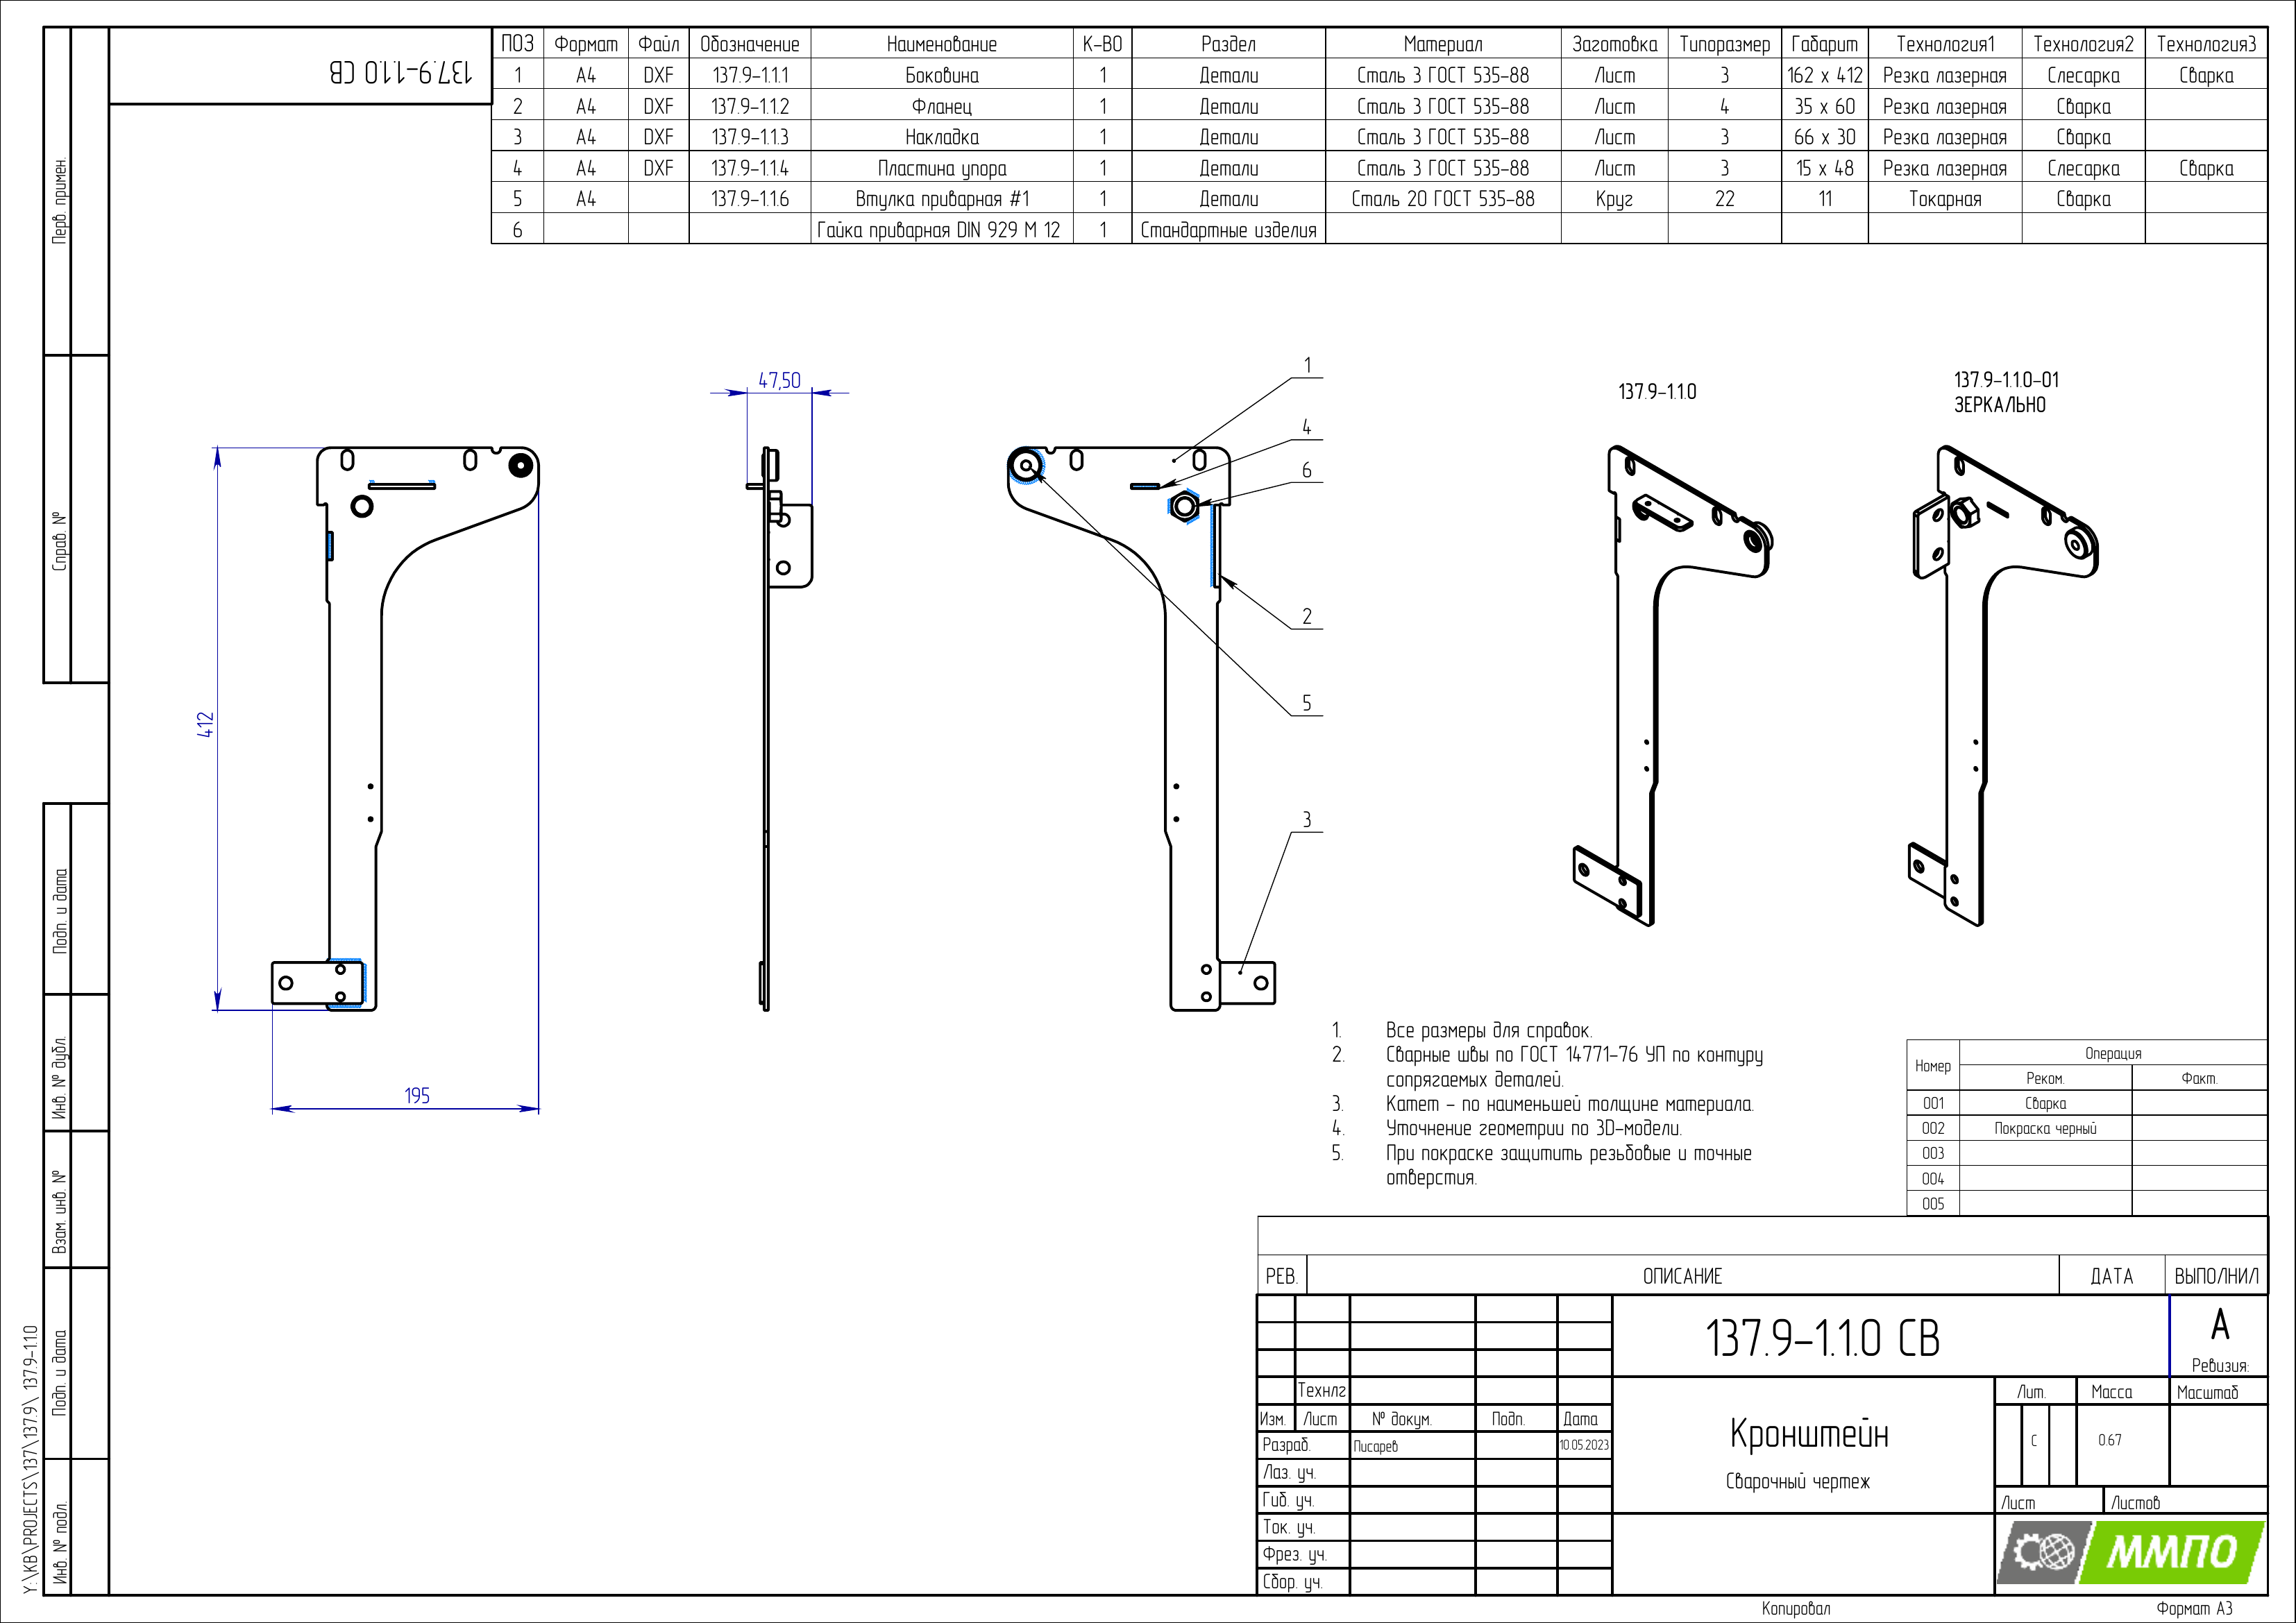 137.9-1.1.0 СВ
ПОЗ Формат Файл Обозначение Наименование К-ВО Раздел Материал Заготовка Типоразмер Габарит Технология1 Технология2 Технология3
1 А4 DXF 137.9-1.1.1 Боковина 1 Детали Сталь 3 ГОСТ 535-88 Лист 3 162 x 412 Резка лазерная Слесарка Сварка
2 А4 DXF 137.9-1.1.2 Фланец 1 Детали Сталь 3 ГОСТ 535-88 Лист 4 35 x 60 Резка лазерная Сварка
3 А4 DXF 137.9-1.1.3 Накладка 1 Детали Сталь 3 ГОСТ 535-88 Лист 3 66 x 30 Резка лазерная Сварка
4 А4 DXF 137.9-1.1.4 Пластина упора 1 Детали Сталь 3 ГОСТ 535-88 Лист 3 15 x 48 Резка лазерная Слесарка Сварка
5 А4 137.9-1.1.6 Втулка приварная #1 1 Детали Сталь 20 ГОСТ 535-88 Круг 22 11 Токарная Сварка
6 Гайка приварная DIN 929 М 12 1 Стандартные изделия
Перв. примен.
Справ. №
Подп. и дата
Инв. № дубл.
Взам. инв. №
Подп. и дата
Инв. № подл.
Y:\KB\PROJECTS\137\137.9\ 137.9-1.1.0
412
195
47,50
1
4
6
2
5
3
137.9-1.1.0
137.9-1.1.0-01
ЗЕРКАЛЬНО
1. Все размеры для справок.
2. Сварные швы по ГОСТ 14771-76 УП по контуру
сопрягаемых деталей.
3. Катет - по наименьшей толщине материала.
4. Уточнение геометрии по 3D-модели.
5. При покраске защитить резьбовые и точные
отверстия.
Номер Операция
Реком. Факт.
001 Сварка
002 Покраска черный
003
004
005
РЕВ. ОПИСАНИЕ ДАТА ВЫПОЛНИЛ
137.9-1.1.0 СВ
А
Ревизия:
Технлг
Изм. Лист № докум. Подп. Дата
Разраб. Писарев 10.05.2023
Лаз. уч.
Гиб. уч.
Ток. уч.
Фрез. уч.
Сбор. уч.
Кронштейн
Сварочный чертеж
Лит. Масса Масштаб
С 0.67
Лист Листов
ММПО
Копировал Формат А3